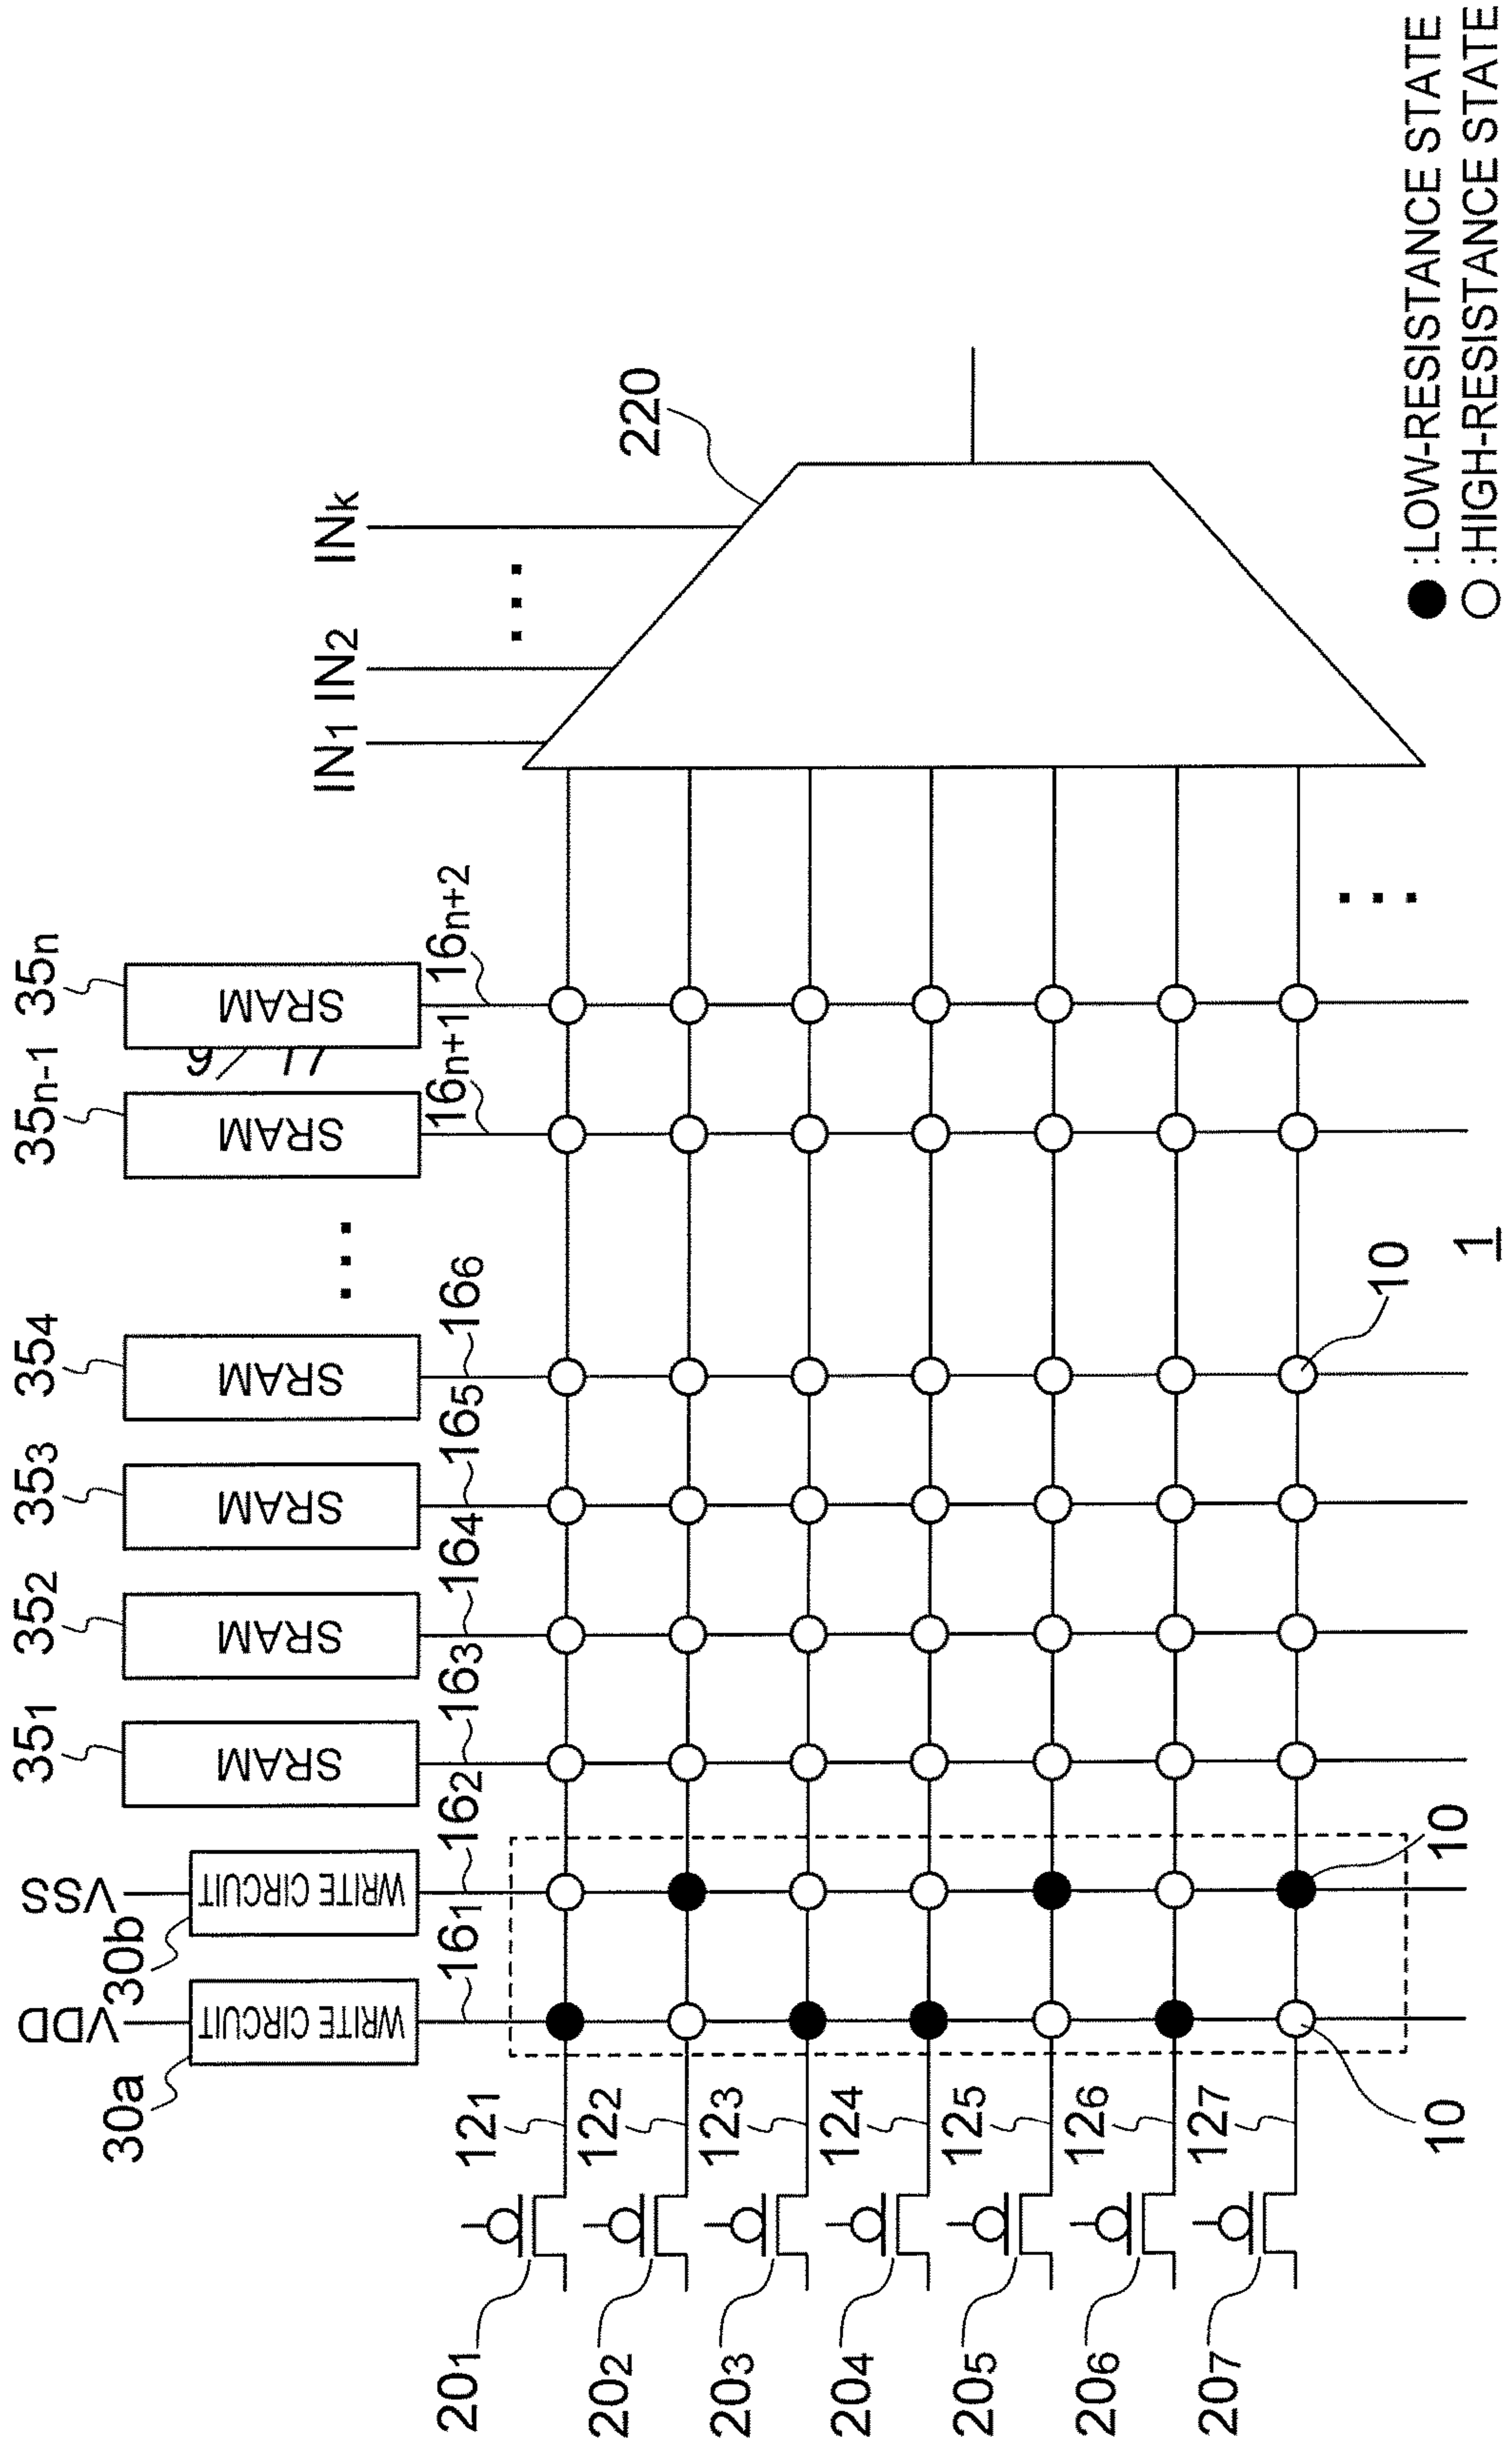 VDD
VSS
35₁
35₂
35₃
35₄
35ₙ₋₁
35ₙ
30a
30b
WRITE CIRCUIT
WRITE CIRCUIT
SRAM
SRAM
SRAM
SRAM
SRAM
SRAM
16₁
16₂
16₃
16₄
16₅
16₆
16ₙ₊₁
16ₙ₊₂
...
IN₁
IN₂
...
INₖ
220
20₁
12₁
20₂
12₂
20₃
12₃
20₄
12₄
20₅
12₅
20₆
12₆
20₇
12₇
10
10
10
...
1
●:LOW-RESISTANCE STATE
○:HIGH-RESISTANCE STATE